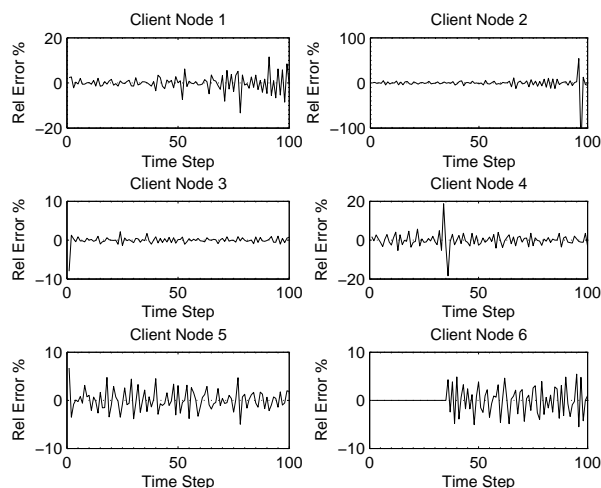 Client Node 1
Rel Error %
20
0
−20
0
50
100
Time Step
Client Node 2
Rel Error %
100
0
−100
0
50
100
Time Step
Client Node 3
Rel Error %
10
0
−10
0
50
100
Time Step
Client Node 4
Rel Error %
20
0
−20
0
50
100
Time Step
Client Node 5
Rel Error %
10
0
−10
0
50
100
Time Step
Client Node 6
Rel Error %
10
0
−10
0
50
100
Time Step